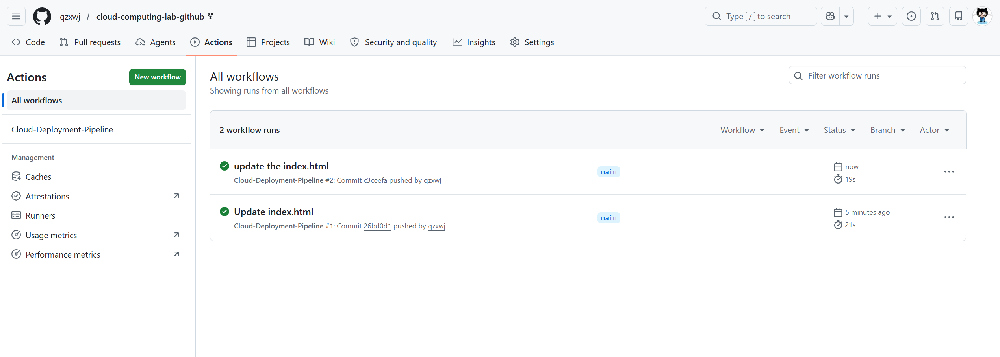 qzxwj / cloud-computing-lab-github
Type / to search
Code
Pull requests
Agents
Actions
Projects
Wiki
Security and quality
Insights
Settings
Actions
New workflow
All workflows
Cloud-Deployment-Pipeline
Management
Caches
Attestations
Runners
Usage metrics
Performance metrics
All workflows
Showing runs from all workflows
Filter workflow runs
2 workflow runs
Workflow
Event
Status
Branch
Actor
update the index.html
Cloud-Deployment-Pipeline #2: Commit c3ceefa pushed by qzxwj
main
now
19s
Update index.html
Cloud-Deployment-Pipeline #1: Commit 26bd0d1 pushed by qzxwj
main
5 minutes ago
21s